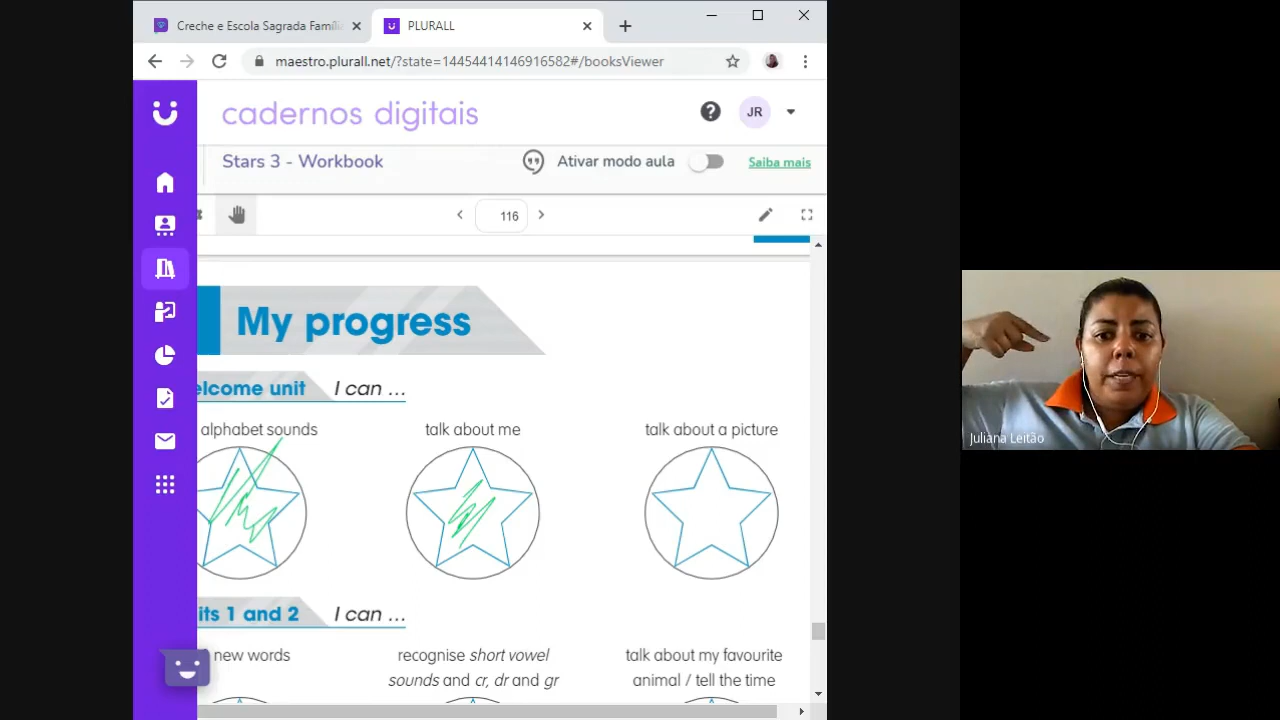 Creche e Escola Sagrada Famíli
PLURALL
maestro.plurall.net/?state=14454414146916582#/booksViewer
cadernos digitais
JR
Stars 3 - Workbook
Ativar modo aula
Saiba mais
116
My progress
elcome unit I can ...
alphabet sounds
talk about me
talk about a picture
Juliana Leitão
its 1 and 2 I can ...
new words
recognise short vowel
sounds and cr, dr and gr
talk about my favourite
animal / tell the time